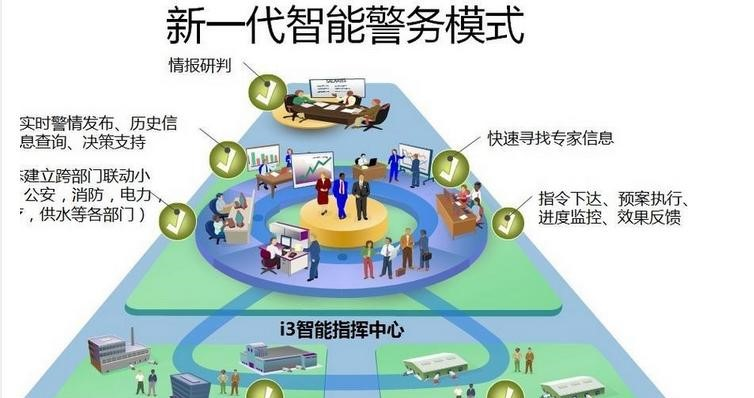 新一代智能警务模式
情报研判
实时警情发布、历史信
息查询、决策支持
快速寻找专家信息
建立跨部门联动小
公安，消防，电力，
，供水等各部门）
指令下达、预案执行、
进度监控、效果反馈
i3智能指挥中心